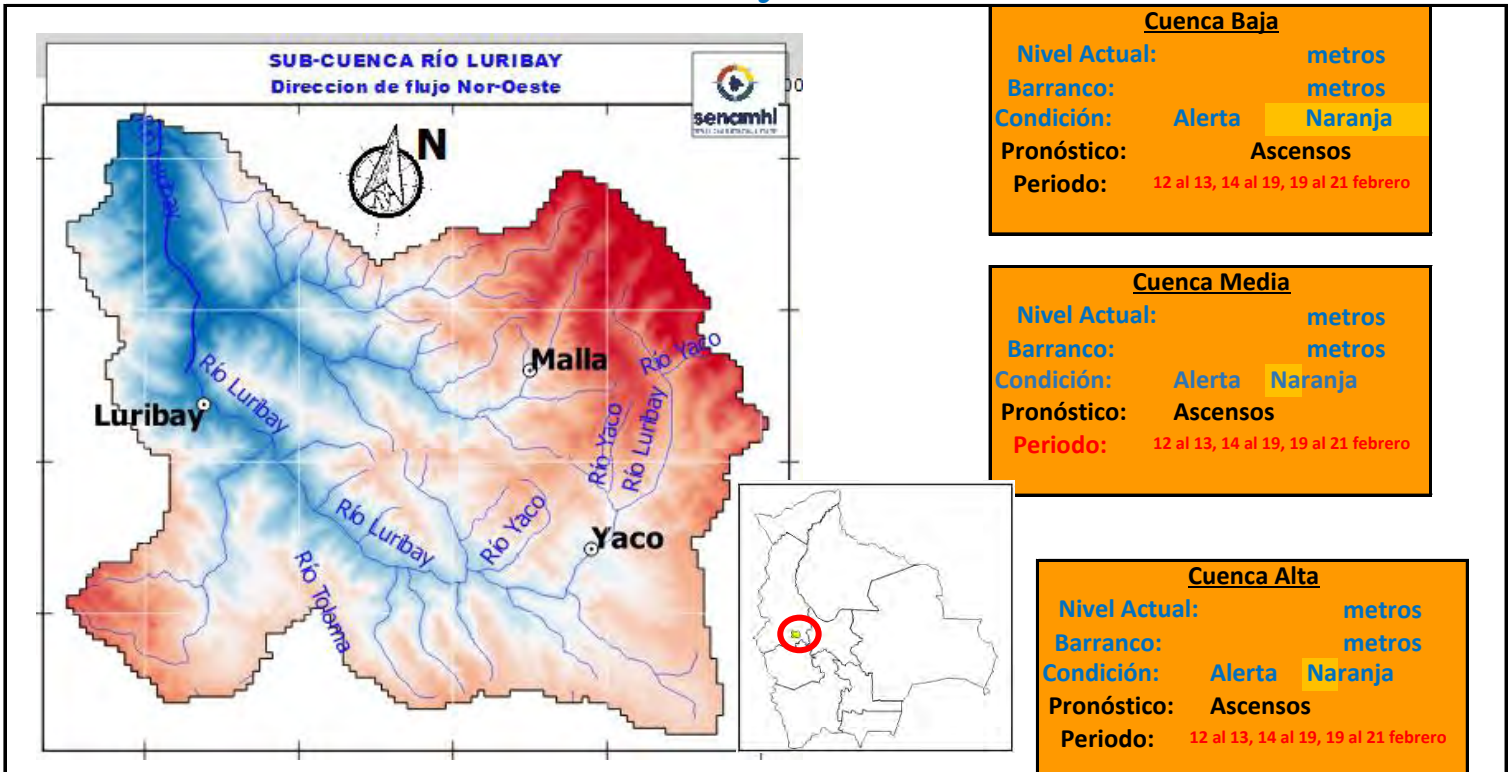 SUB-CUENCA RÍO LURIBAY
Direccion de flujo Nor-Oeste
senamhi
00
N
Malla
Río Yaco
Río Luribay
Luribay
Río Yaco
Río Luribay
Río Luribay
Río Yaco
Yaco
Río Toloma
Cuenca Baja
Nivel Actual: metros
Barranco: metros
Condición: Alerta Naranja
Pronóstico: Ascensos
Periodo: 12 al 13, 14 al 19, 19 al 21 febrero
Cuenca Media
Nivel Actual: metros
Barranco: metros
Condición: Alerta Naranja
Pronóstico: Ascensos
Periodo: 12 al 13, 14 al 19, 19 al 21 febrero
Cuenca Alta
Nivel Actual: metros
Barranco: metros
Condición: Alerta Naranja
Pronóstico: Ascensos
Periodo: 12 al 13, 14 al 19, 19 al 21 febrero